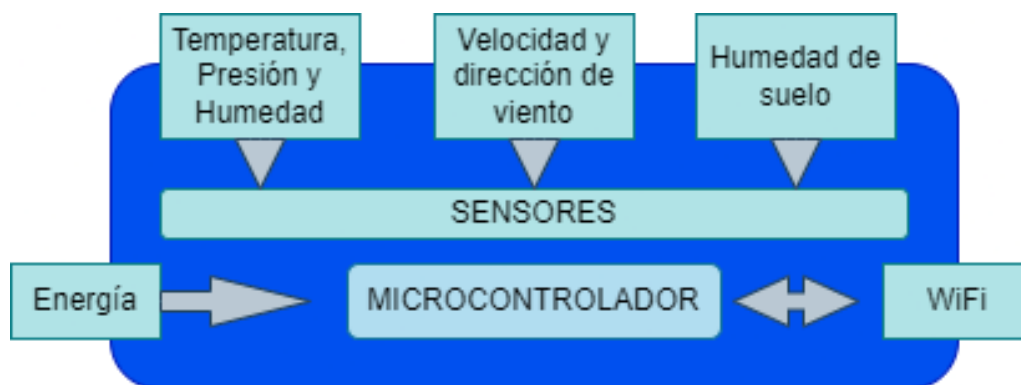 Temperatura,
Presión y
Humedad
Velocidad y
dirección de
viento
Humedad de
suelo
SENSORES
Energía
MICROCONTROLADOR
WiFi